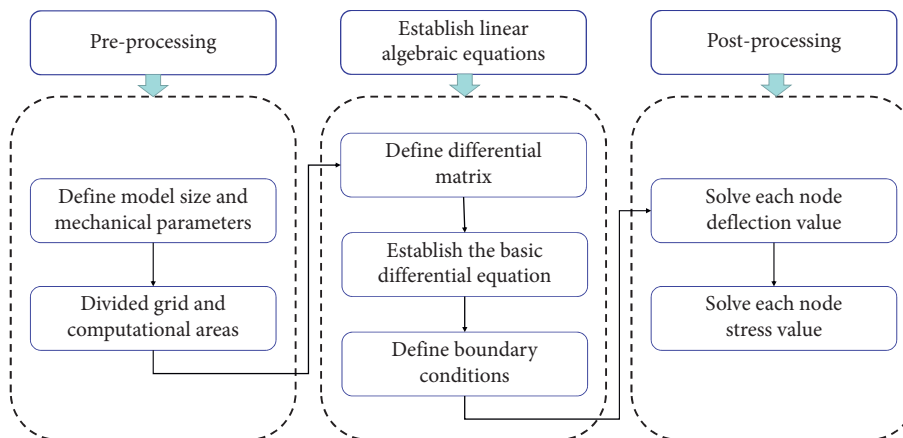 Pre-processing
Establish linear
algebraic equations
Post-processing
Define model size and
mechanical parameters
Divided grid and
computational areas
Define differential
matrix
Establish the basic
differential equation
Define boundary
conditions
Solve each node
deflection value
Solve each node
stress value